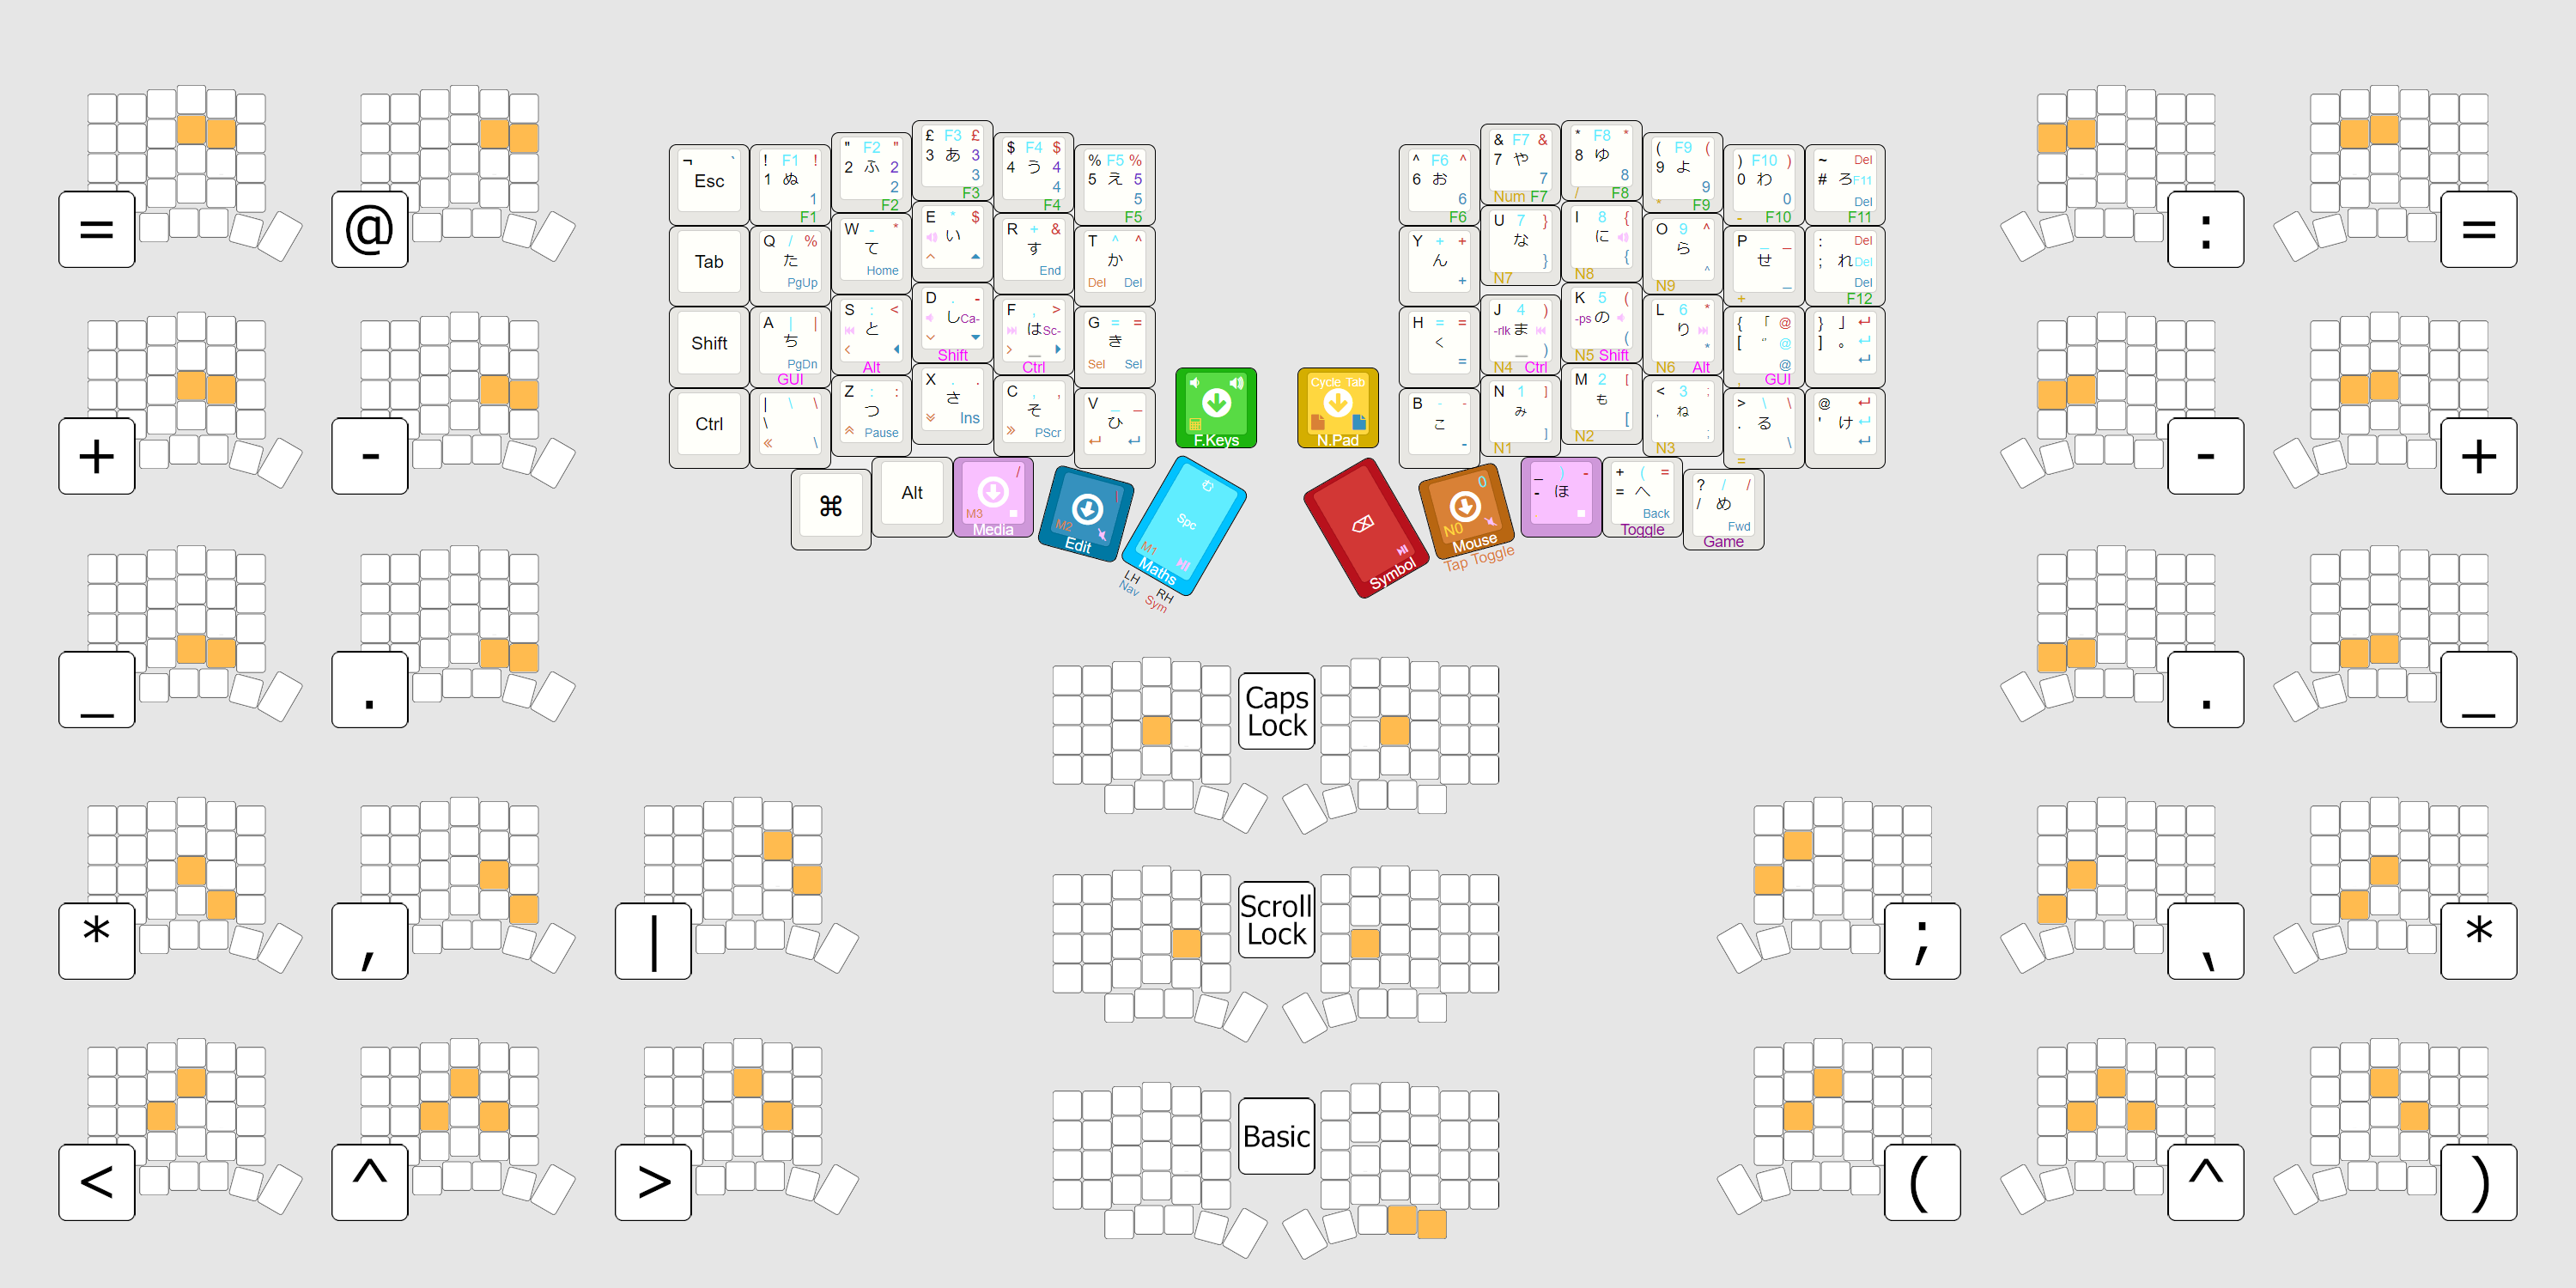 ¬ ` Esc
! F1 ! 1 ぬ 1 F1
" F2 " 2 ふ 2 2 F2
£ F3 £ 3 あ 3 3 F3
$ F4 $ 4 う 4 4 F4
% F5 % 5 え 5 5 F5
^ F6 ^ 6 お 6 F6
& F7 & 7 や 7 Num F7
* F8 * 8 ゆ 8 / F8
( F9 ( 9 よ 9 * F9
) F10 ) 0 わ 0 - F10
~ Del # ろ F11 Del F11
Tab
Q / % た PgUp
W - * て Home
E * $ い
R + & す End
T ^ ^ か Del Del
Y + + ん +
U 7 } な } N7
I 8 { に { N8
O 9 ^ ら ^ N9
P _ _ せ _ +
: Del ; れ Del Del F12
Shift
A | | ち PgDn GUI
S : < と < Alt
D . - し Ca- Shift
F , > は Sc- > _ Ctrl
G = = き Sel Sel
H = = く =
J 4 ) -rlk ま _ ) N4 Ctrl
K 5 ( -ps の ( N5 Shift
L 6 * り * N6 Alt
{ 「 @ [ ゛ @ @ , GUI
} 」 ↵ ] 。 ↵ ↵
Ctrl
| \ \ \ « \
Z : : つ Pause
X . . さ Ins
C , , そ » PScr
V _ _ ひ ↵ ↵
F.Keys
Cycle Tab
N.Pad
B - - こ -
N 1 ] み ] N1
M 2 [ も [ N2
< 3 ; , ね ; N3
> \ \ . る \ =
@ ↵ ' け ↵ ↵
⌘
Alt
/ M3 Media
| M2 Edit
Spc M1 Maths
LH Nav RH Sym
⌫ Symbol
0 N0 Mouse
Tap Toggle
_ ) - - ほ
+ ( = = へ Back Toggle
? / / / め Fwd Game
= @ : =
+ - - +
_ . . _
Caps
Lock
* , | ; , *
Scroll
Lock
< ^ > ( ^ )
Basic